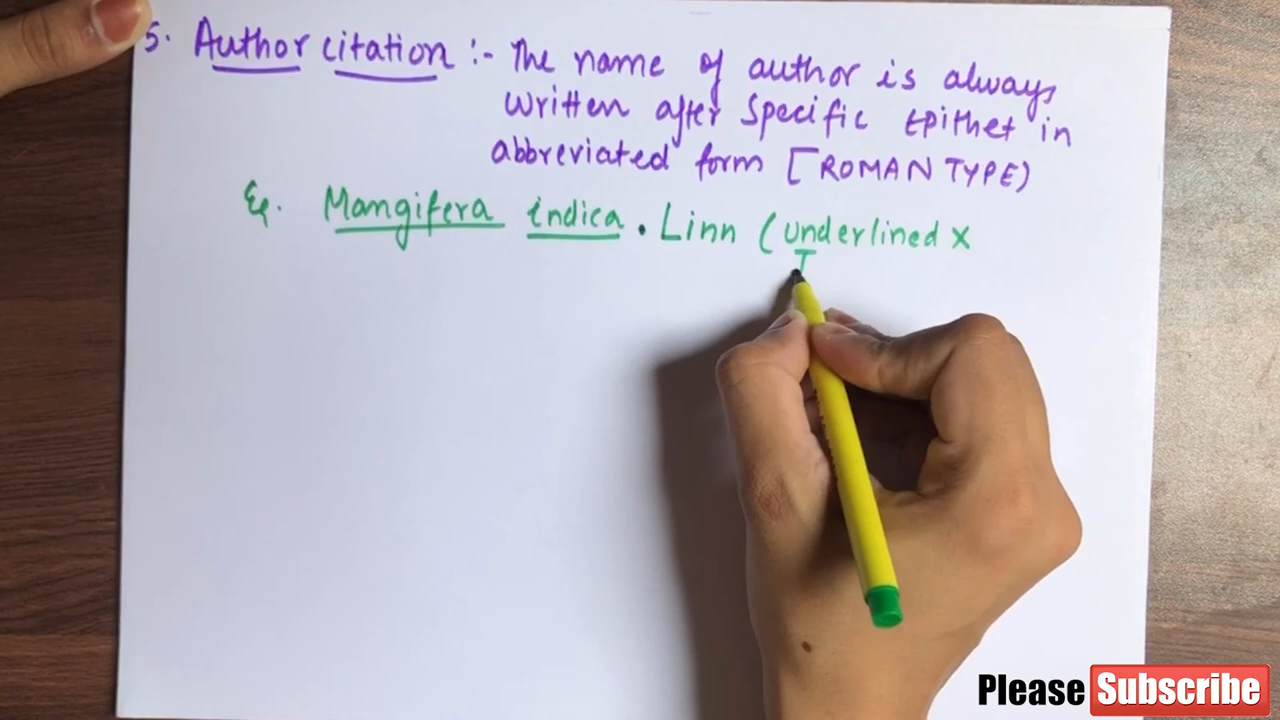 5. Author citation :- The name of author is always
written after specific Epithet in
abbreviated form [ROMAN TYPE)
Eg. Mangifera indica . Linn (underlined x
I
Please Subscribe